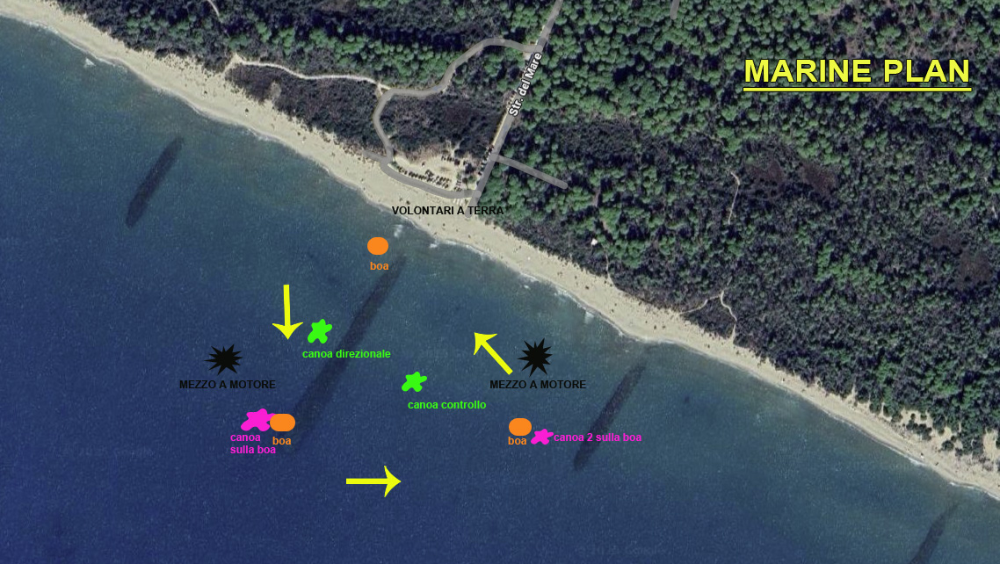 MARINE PLAN
Str. del Mare
VOLONTARI A TERRA
boa
canoa direzionale
MEZZO A MOTORE
MEZZO A MOTORE
canoa controllo
canoa
sulla boa
boa
boa
canoa 2 sulla boa